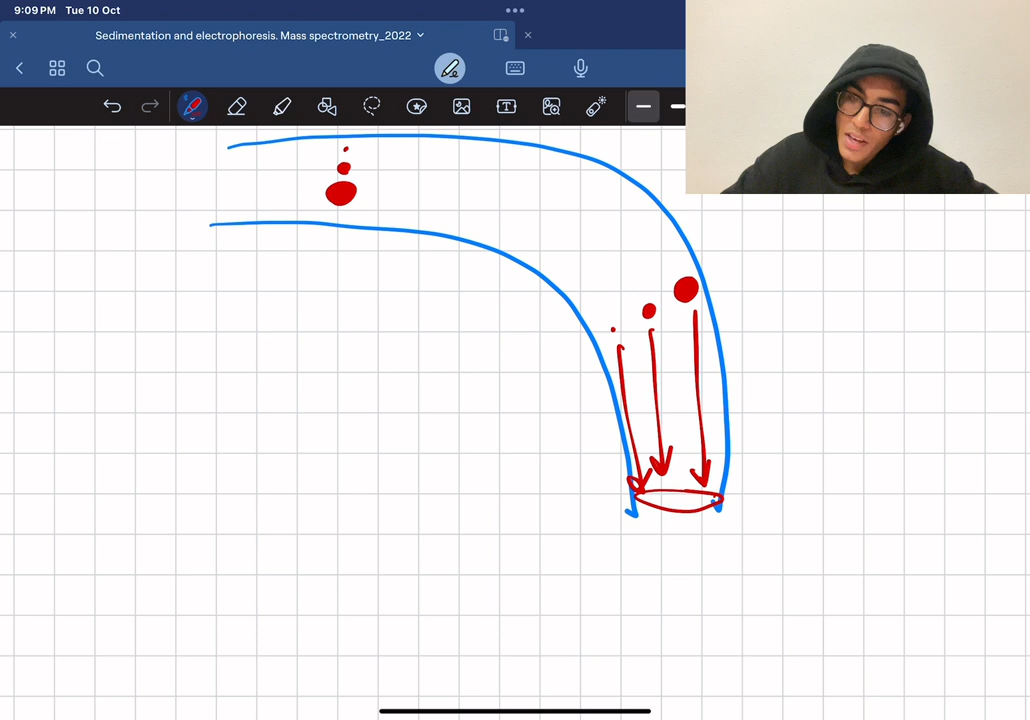 9:09 PM Tue 10 Oct
Sedimentation and electrophoresis. Mass spectrometry_2022
T